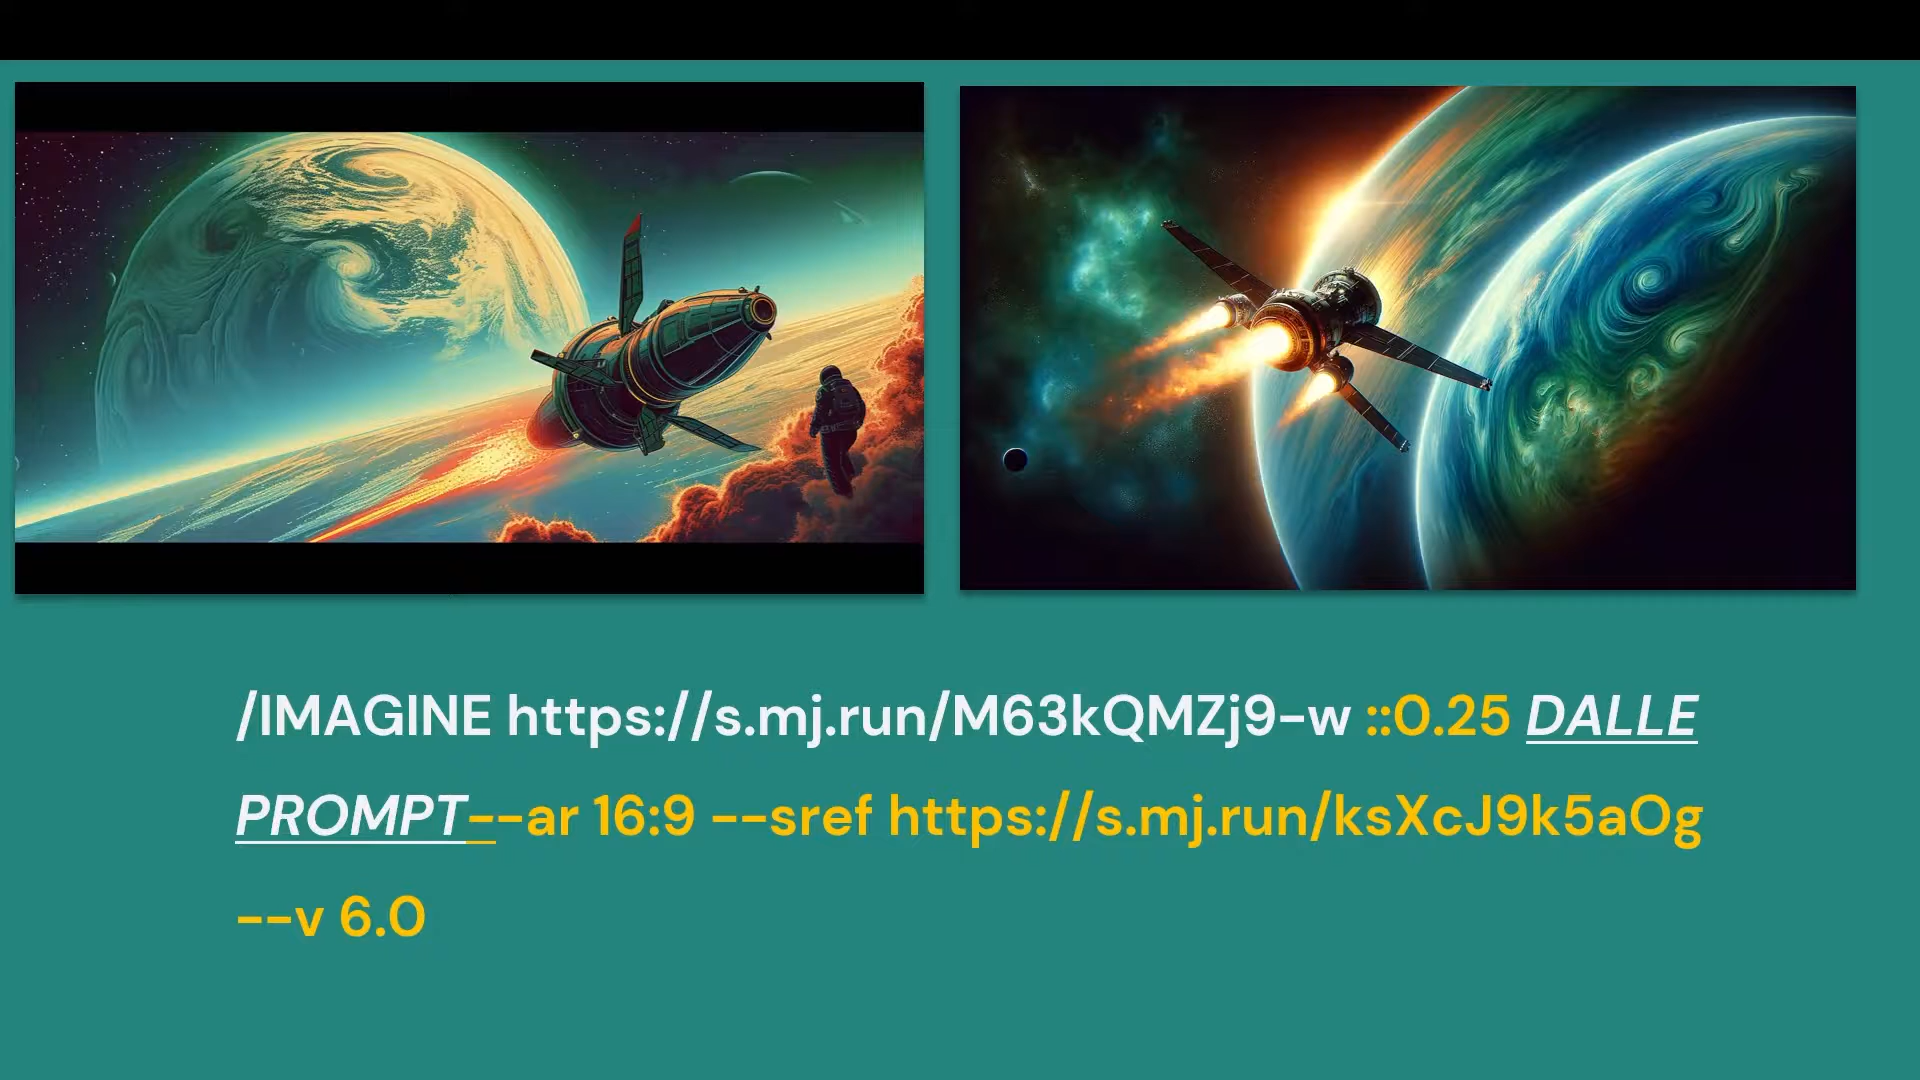 /IMAGINE https://s.mj.run/M63kQMZj9-w ::0.25 DALLE
PROMPT--ar 16:9 --sref https://s.mj.run/ksXcJ9k5aOg
--v 6.0